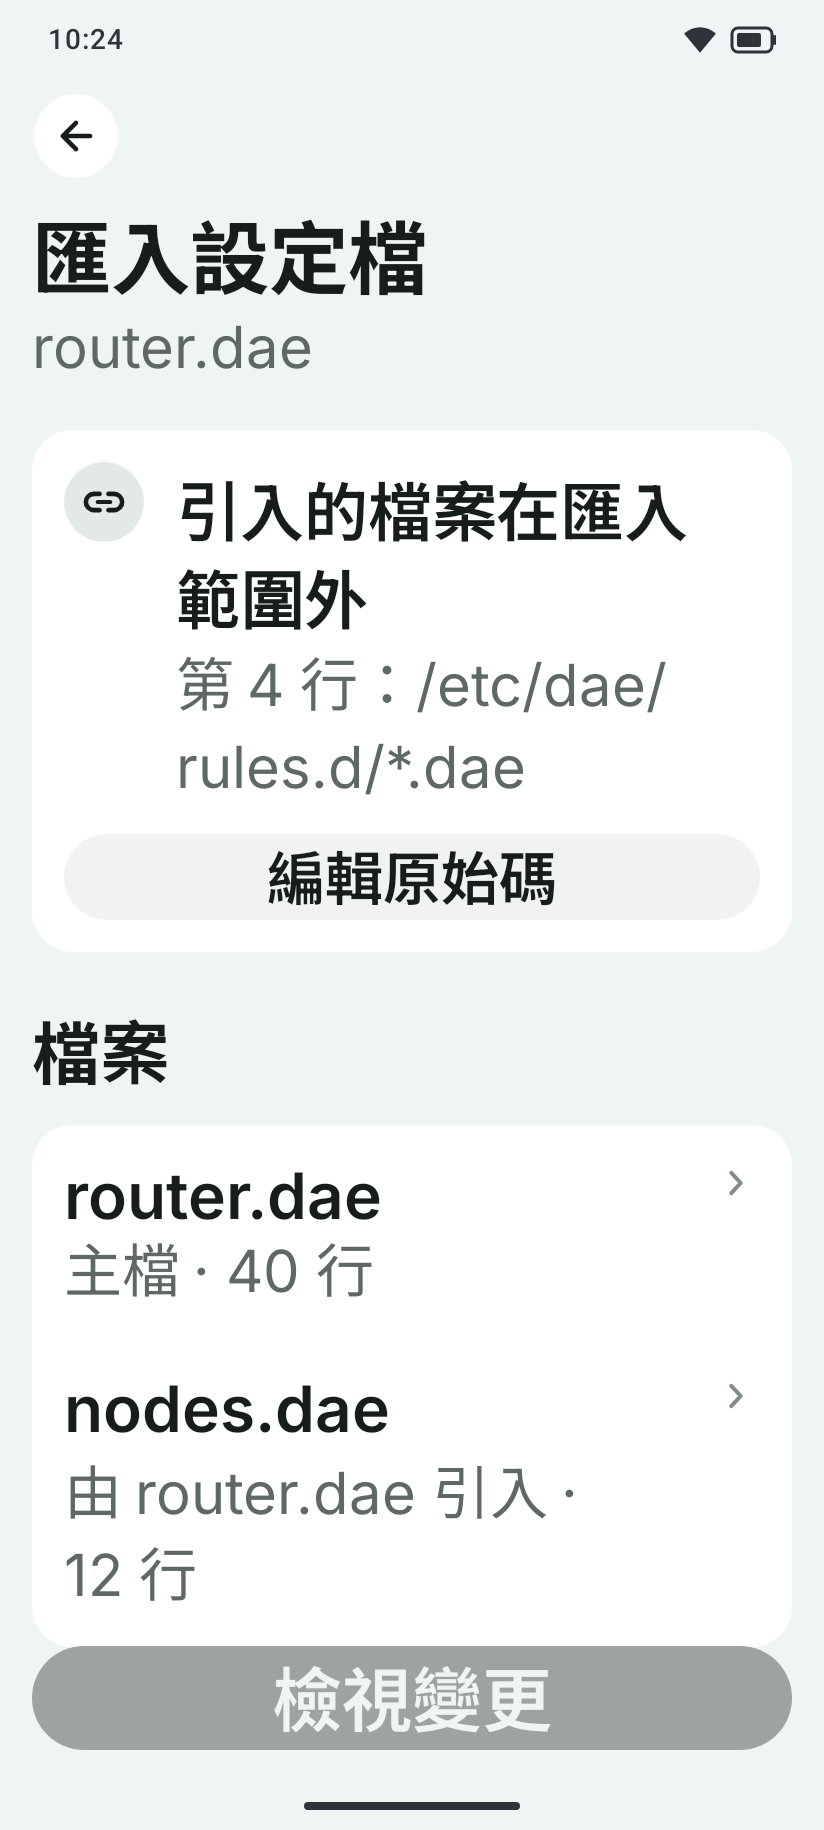 10:24
匯入設定檔
router.dae
引入的檔案在匯入
範圍外
第 4 行：/etc/dae/
rules.d/*.dae
編輯原始碼
檔案
router.dae
主檔 · 40 行
nodes.dae
由 router.dae 引入 ·
12 行
檢視變更